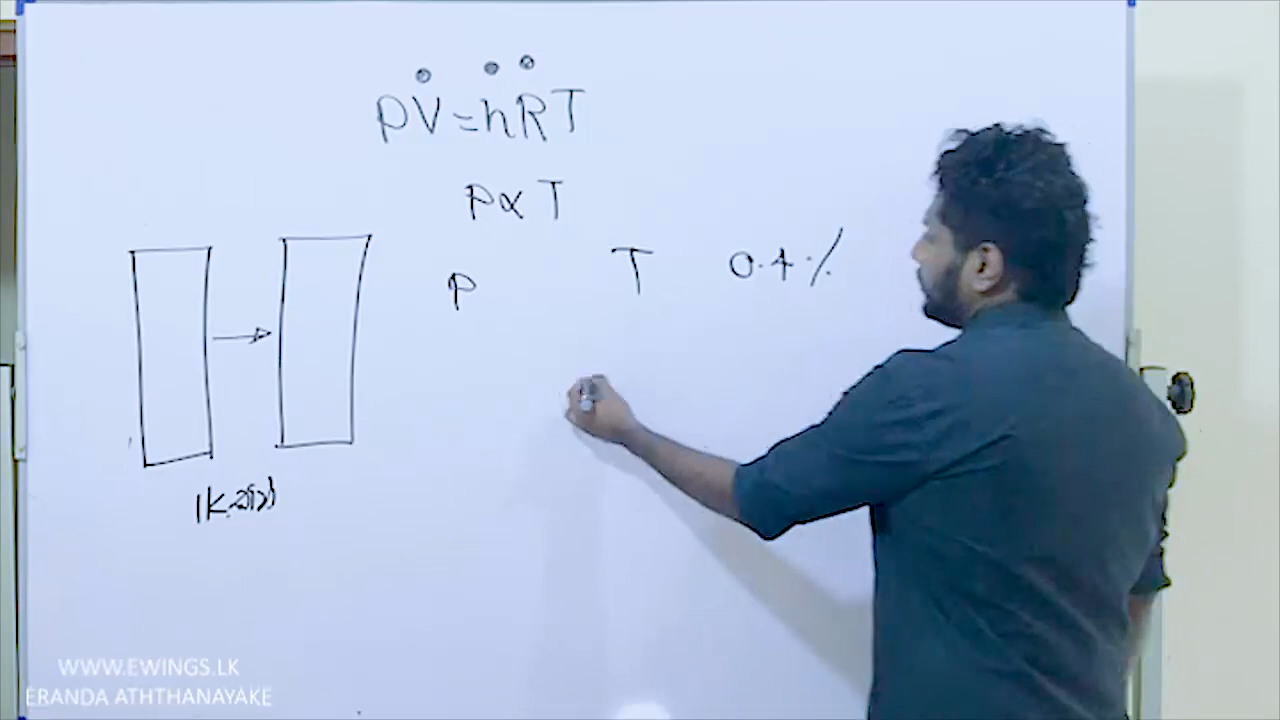 PV=nRT
P∝T
P T 0.4%
1K කින්
WWW.EWINGS.LK
ERANDA ATHTHANAYAKE